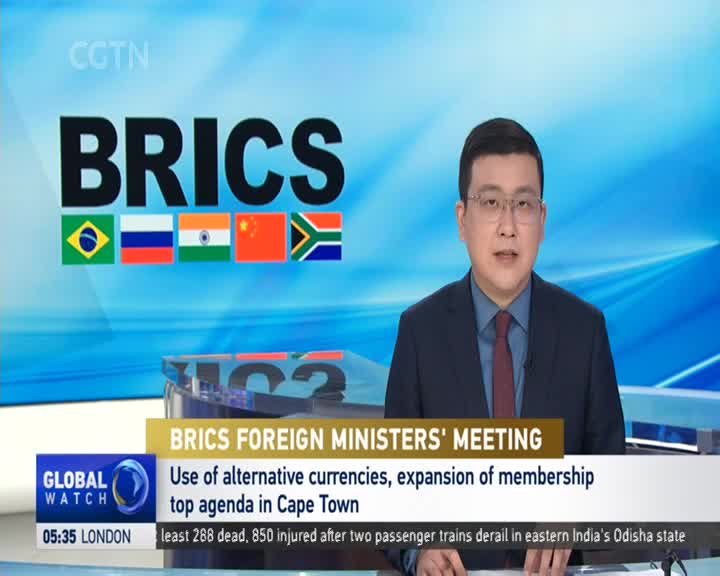 CGTN
BRICS
BRICS FOREIGN MINISTERS' MEETING
Use of alternative currencies, expansion of membership
top agenda in Cape Town
GLOBAL
WATCH
05:35 LONDON
least 288 dead, 850 injured after two passenger trains derail in eastern India's Odisha state